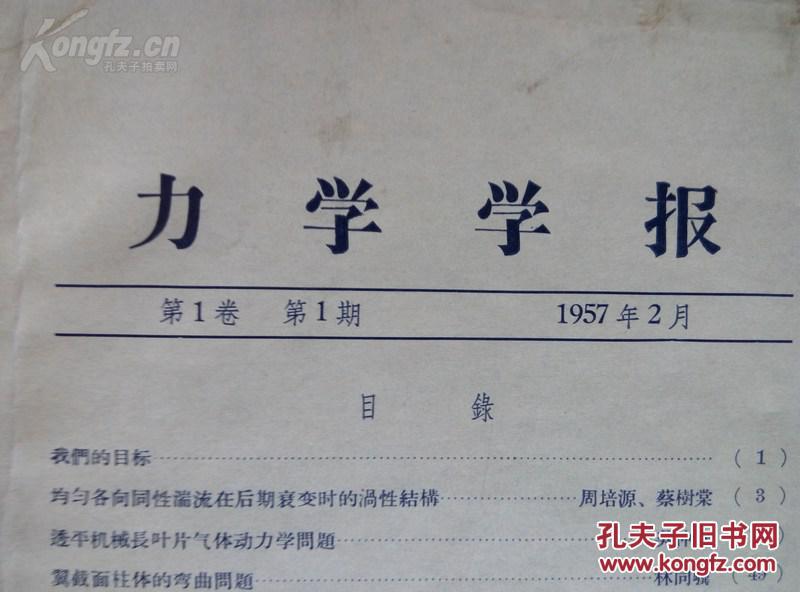 Kongfz.cn
孔夫子拍卖网
力学学报
第1卷 第1期 1957年2月
目錄
我們的目标 (1)
均匀各向同性湍流在后期衰变时的渦性結構 周培源、蔡樹棠 (3)
透平机械長叶片气体动力学問題
翼截面柱体的弯曲問題 林同驥 (49)
孔夫子旧书网
www.kongfz.com